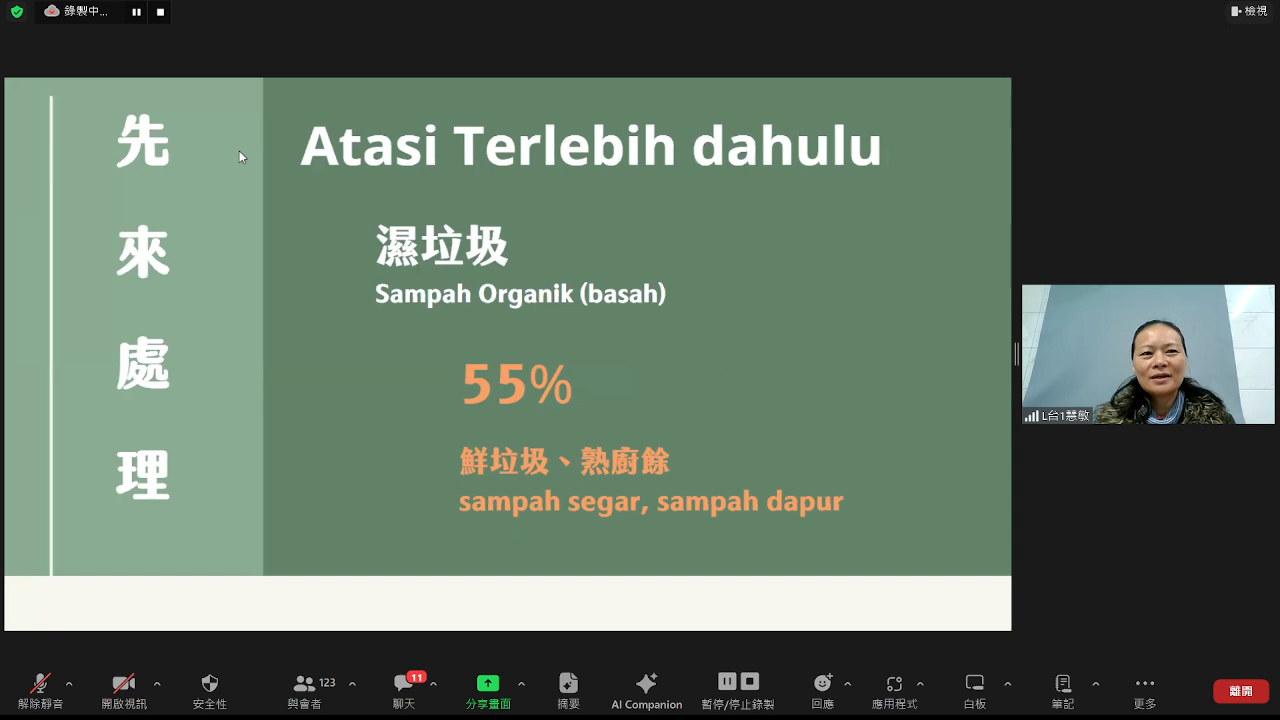 錄製中...
檢視
先來處理
Atasi Terlebih dahulu
濕垃圾
Sampah Organik (basah)
55%
鮮垃圾、熟廚餘
sampah segar, sampah dapur
L台1慧敏
解除靜音
開啟視訊
安全性
123
與會者
11
聊天
分享畫面
摘要
AI Companion
暫停/停止錄製
回應
應用程式
白板
筆記
更多
離開